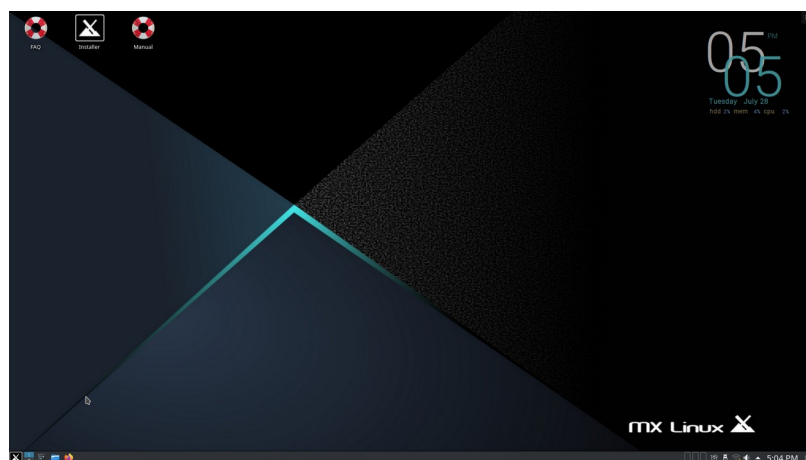 FAQ Installer Manual
05 PM
05
Tuesday July 28
hdd 2% mem 4% cpu 2%
MX Linux
5:04 PM